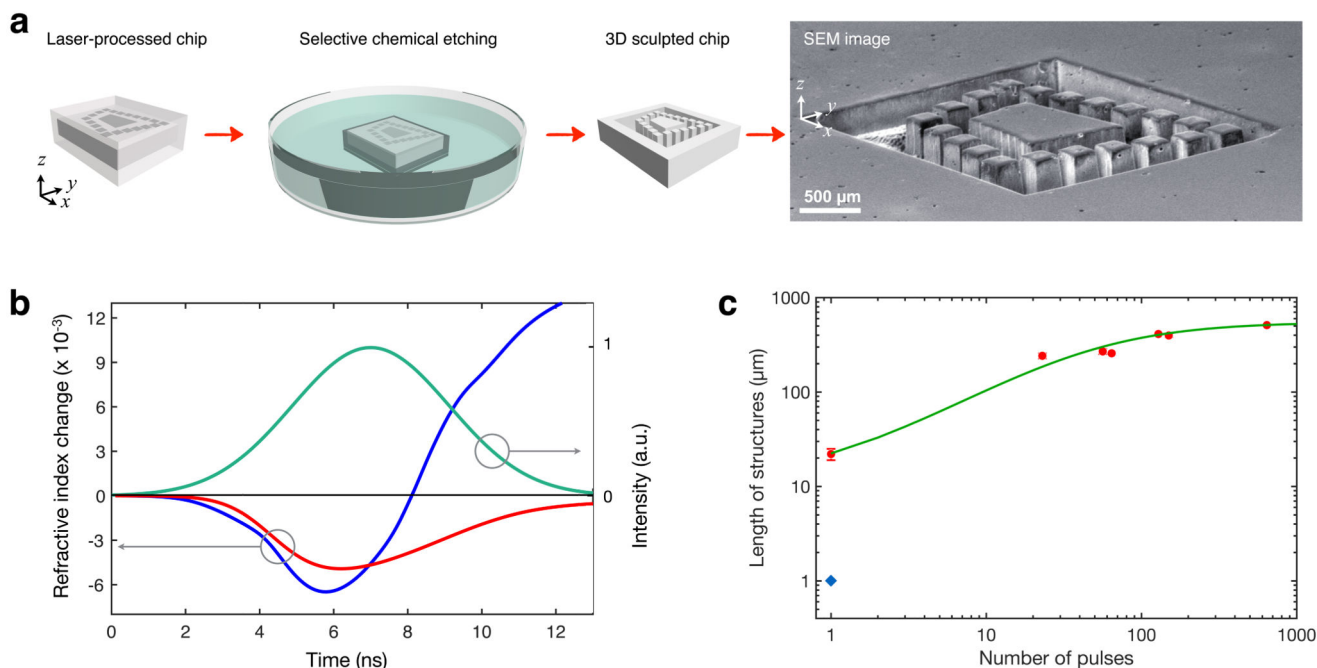 a
Laser-processed chip
Selective chemical etching
3D sculpted chip
SEM image
z
y
x
z
y
x
500 µm
b
Refractive index change (x 10⁻³)
12
9
6
3
0
-3
-6
0 2 4 6 8 10 12
Time (ns)
1
0
Intensity (a.u.)
c
Length of structures (µm)
1000
100
10
1
1 10 100 1000
Number of pulses